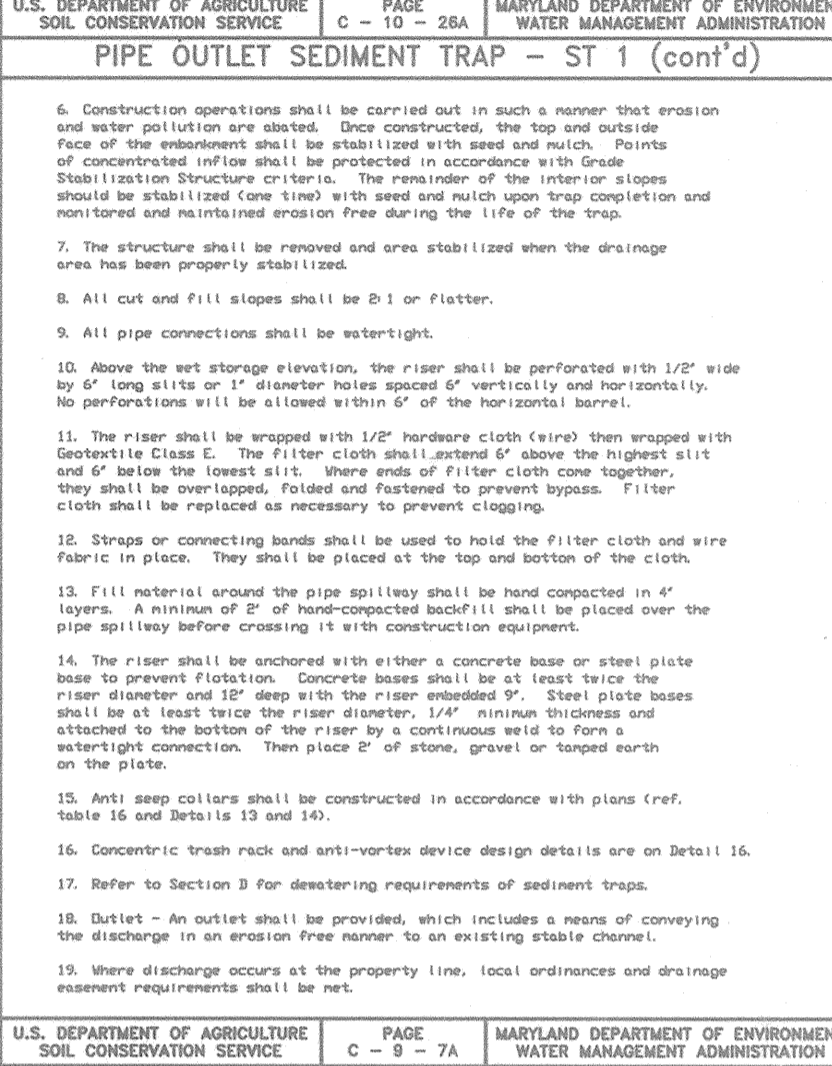 U.S. DEPARTMENT OF AGRICULTURE
SOIL CONSERVATION SERVICE
PAGE
C - 10 - 26A
MARYLAND DEPARTMENT OF ENVIRONMEN
WATER MANAGEMENT ADMINISTRATION
PIPE OUTLET SEDIMENT TRAP - ST 1 (cont'd)
6. Construction operations shall be carried out in such a manner that erosion
and water pollution are abated. Once constructed, the top and outside
face of the embankment shall be stabilized with seed and mulch. Points
of concentrated inflow shall be protected in accordance with Grade
Stabilization Structure criteria. The remainder of the interior slopes
should be stabilized (one time) with seed and mulch upon trap completion and
monitored and maintained erosion free during the life of the trap.
7. The structure shall be removed and area stabilized when the drainage
area has been properly stabilized.
8. All cut and fill slopes shall be 2:1 or flatter.
9. All pipe connections shall be watertight.
10. Above the wet storage elevation, the riser shall be perforated with 1/2" wide
by 6" long slits or 1" diameter holes spaced 6" vertically and horizontally.
No perforations will be allowed within 6" of the horizontal barrel.
11. The riser shall be wrapped with 1/2" hardware cloth (wire) then wrapped with
Geotextile Class E. The filter cloth shall extend 6" above the highest slit
and 6" below the lowest slit. Where ends of filter cloth come together,
they shall be overlapped, folded and fastened to prevent bypass. Filter
cloth shall be replaced as necessary to prevent clogging.
12. Straps or connecting bands shall be used to hold the filter cloth and wire
fabric in place. They shall be placed at the top and bottom of the cloth.
13. Fill material around the pipe spillway shall be hand compacted in 4"
layers. A minimum of 2' of hand-compacted backfill shall be placed over the
pipe spillway before crossing it with construction equipment.
14. The riser shall be anchored with either a concrete base or steel plate
base to prevent flotation. Concrete bases shall be at least twice the
riser diameter and 12" deep with the riser embedded 9". Steel plate bases
shall be at least twice the riser diameter, 1/4" minimum thickness and
attached to the bottom of the riser by a continuous weld to form a
watertight connection. Then place 2' of stone, gravel or tamped earth
on the plate.
15. Anti seep collars shall be constructed in accordance with plans (ref.
table 16 and Details 13 and 14).
16. Concentric trash rack and anti-vortex device design details are on Detail 16.
17. Refer to Section D for dewatering requirements of sediment traps.
18. Outlet - An outlet shall be provided, which includes a means of conveying
the discharge in an erosion free manner to an existing stable channel.
19. Where discharge occurs at the property line, local ordinances and drainage
easement requirements shall be met.
U.S. DEPARTMENT OF AGRICULTURE
SOIL CONSERVATION SERVICE
PAGE
C - 9 - 7A
MARYLAND DEPARTMENT OF ENVIRONMEN
WATER MANAGEMENT ADMINISTRATION